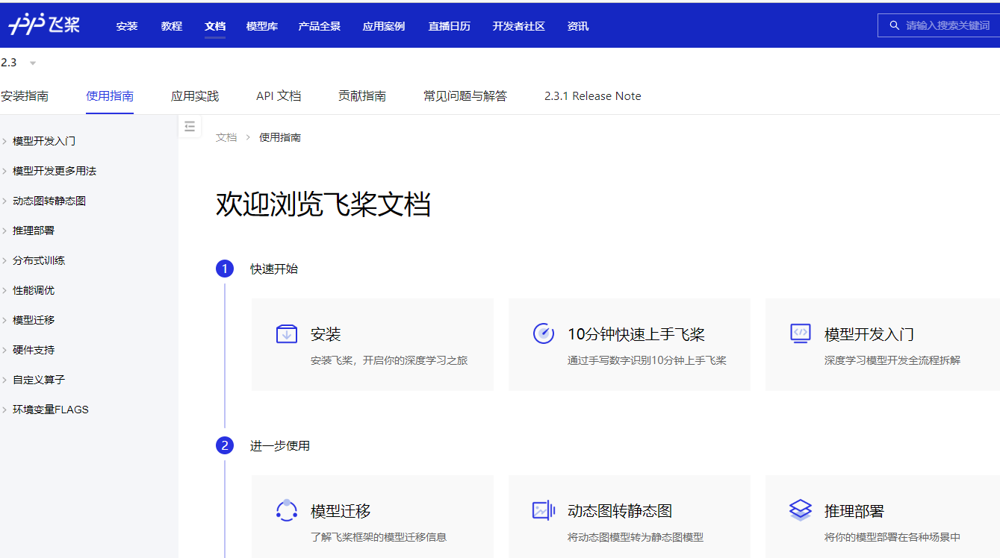 飞桨 安装 教程 文档 模型库 产品全景 应用案例 直播日历 开发者社区 资讯 请输入搜索关键词
2.3
安装指南 使用指南 应用实践 API 文档 贡献指南 常见问题与解答 2.3.1 Release Note
模型开发入门
模型开发更多用法
动态图转静态图
推理部署
分布式训练
性能调优
模型迁移
硬件支持
自定义算子
环境变量FLAGS
文档 > 使用指南
欢迎浏览飞桨文档
1 快速开始
安装
安装飞桨，开启你的深度学习之旅
10分钟快速上手飞桨
通过手写数字识别10分钟上手飞桨
模型开发入门
深度学习模型开发全流程拆解
2 进一步使用
模型迁移
了解飞桨框架的模型迁移信息
动态图转静态图
将动态图模型转为静态图模型
推理部署
将你的模型部署在各种场景中